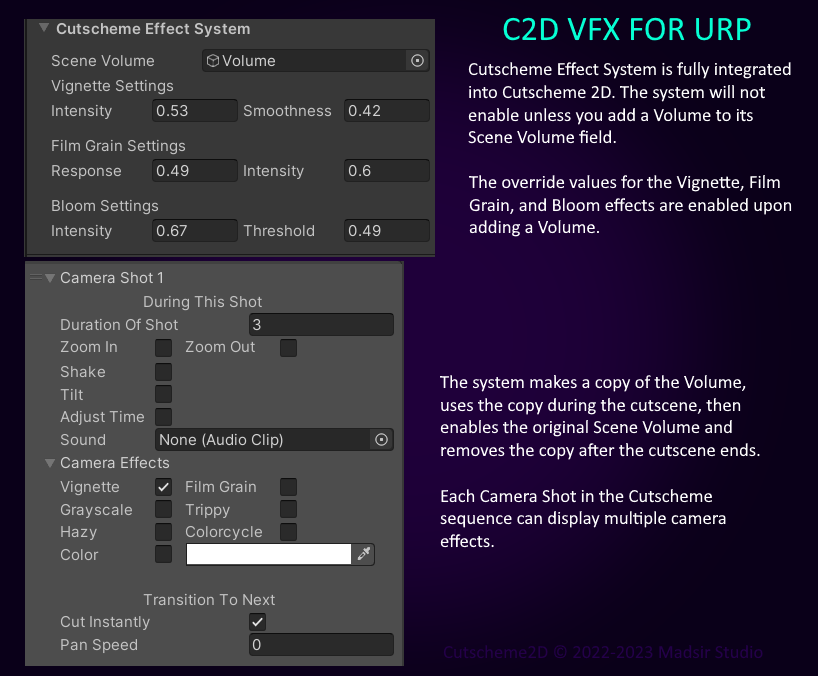 Cutscheme Effect System
Scene Volume Volume
Vignette Settings
Intensity 0.53 Smoothness 0.42
Film Grain Settings
Response 0.49 Intensity 0.6
Bloom Settings
Intensity 0.67 Threshold 0.49
C2D VFX FOR URP
Cutscheme Effect System is fully integrated
into Cutscheme 2D. The system will not
enable unless you add a Volume to its
Scene Volume field.
The override values for the Vignette, Film
Grain, and Bloom effects are enabled upon
adding a Volume.
Camera Shot 1
During This Shot
Duration Of Shot 3
Zoom In Zoom Out
Shake
Tilt
Adjust Time
Sound None (Audio Clip)
Camera Effects
Vignette Film Grain
Grayscale Trippy
Hazy Colorcycle
Color
Transition To Next
Cut Instantly
Pan Speed 0
The system makes a copy of the Volume,
uses the copy during the cutscene, then
enables the original Scene Volume and
removes the copy after the cutscene ends.
Each Camera Shot in the Cutscheme
sequence can display multiple camera
effects.
Cutscheme2D © 2022-2023 Madsir Studio